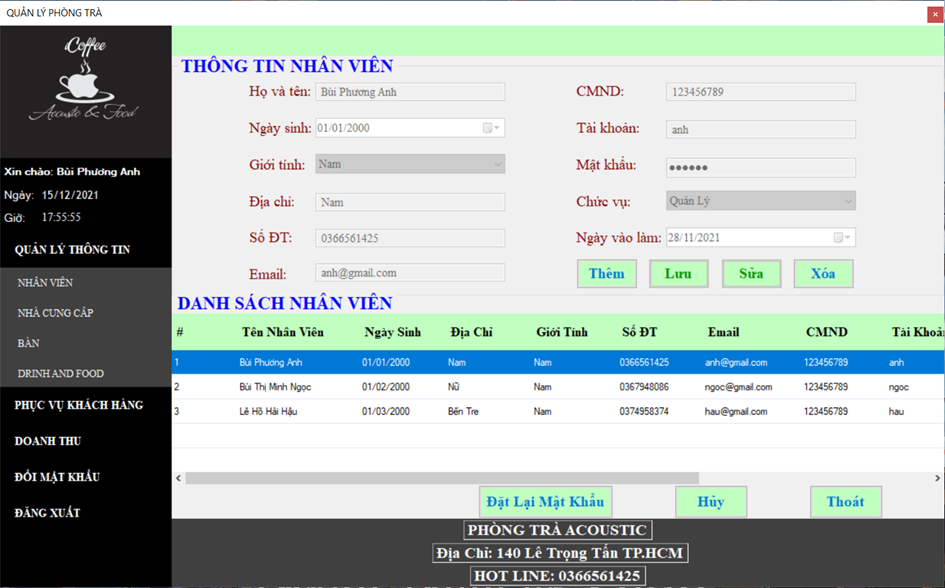 QUẢN LÝ PHÒNG TRÀ
iCoffee
Acoustic & Food
Xin chào: Bùi Phương Anh
Ngày: 15/12/2021
Giờ: 17:55:55
QUẢN LÝ THÔNG TIN
NHÂN VIÊN
NHÀ CUNG CẤP
BÀN
DRINH AND FOOD
PHỤC VỤ KHÁCH HÀNG
DOANH THU
ĐỔI MẬT KHẨU
ĐĂNG XUẤT
THÔNG TIN NHÂN VIÊN
Họ và tên: Bùi Phương Anh
CMND: 123456789
Ngày sinh: 01/01/2000
Tài khoản: anh
Giới tính: Nam
Mật khẩu: ●●●●●●
Địa chỉ: Nam
Chức vụ: Quản Lý
Số ĐT: 0366561425
Ngày vào làm: 28/11/2021
Email: anh@gmail.com
Thêm Lưu Sửa Xóa
DANH SÁCH NHÂN VIÊN
# Tên Nhân Viên Ngày Sinh Địa Chỉ Giới Tính Số ĐT Email CMND Tài Khoản
1 Bùi Phương Anh 01/01/2000 Nam Nam 0366561425 anh@gmail.com 123456789 anh
2 Bùi Thị Minh Ngọc 01/02/2000 Nữ Nam 0367948086 ngoc@gmail.com 123456789 ngoc
3 Lê Hồ Hải Hậu 01/03/2000 Bến Tre Nam 0374958374 hau@gmail.com 123456789 hau
Đặt Lại Mật Khẩu Hủy Thoát
PHÒNG TRÀ ACOUSTIC
Địa Chỉ: 140 Lê Trọng Tấn TP.HCM
HOT LINE: 0366561425